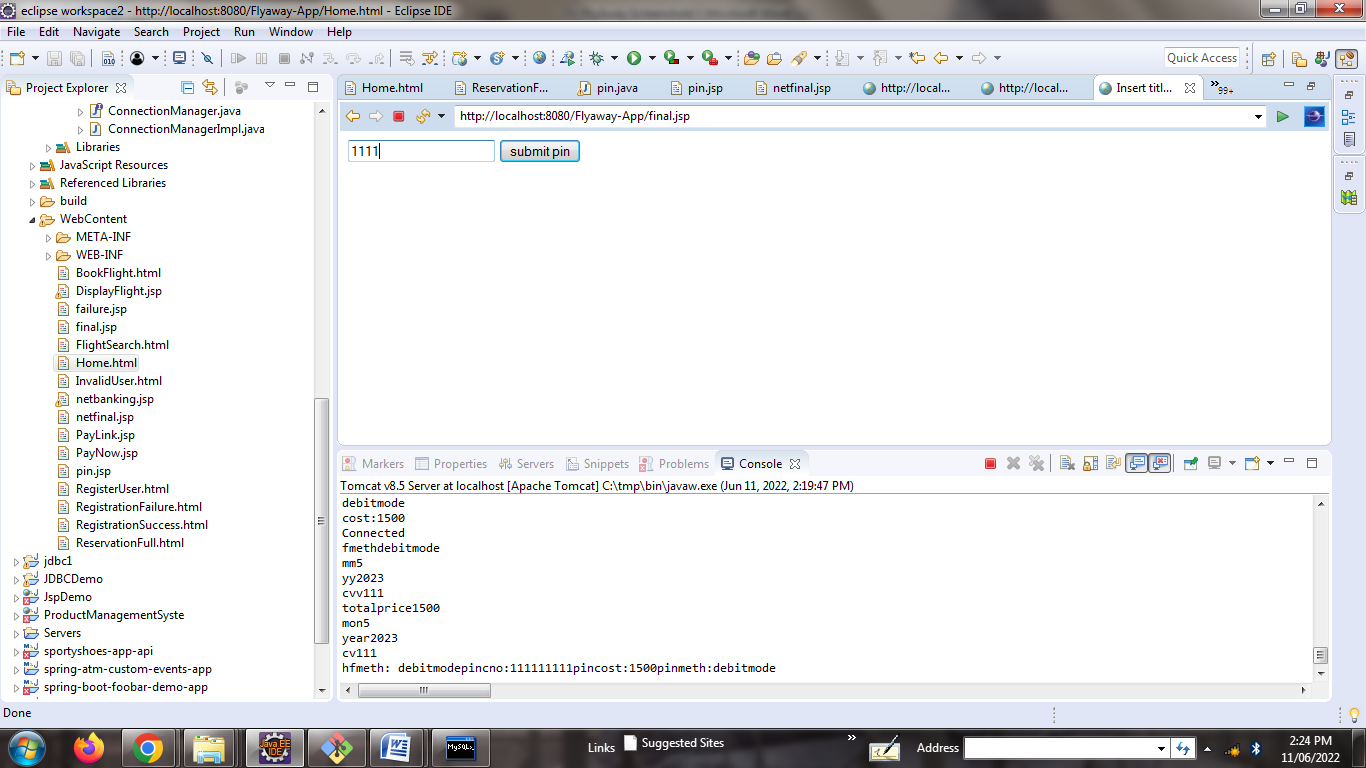 eclipse workspace2 - http://localhost:8080/Flyaway-App/Home.html - Eclipse IDE
File Edit Navigate Search Project Run Window Help
Quick Access
Project Explorer
ConnectionManager.java
ConnectionManagerImpl.java
Libraries
JavaScript Resources
Referenced Libraries
build
WebContent
META-INF
WEB-INF
BookFlight.html
DisplayFlight.jsp
failure.jsp
final.jsp
FlightSearch.html
Home.html
InvalidUser.html
netbanking.jsp
netfinal.jsp
PayLink.jsp
PayNow.jsp
pin.jsp
RegisterUser.html
RegistrationFailure.html
RegistrationSuccess.html
ReservationFull.html
jdbc1
JDBCDemo
JspDemo
ProductManagementSyste
Servers
sportyshoes-app-api
spring-atm-custom-events-app
spring-boot-foobar-demo-app
Home.html ReservationF... pin.java pin.jsp netfinal.jsp http://local... http://local... Insert titl... »99+
http://localhost:8080/Flyaway-App/final.jsp
1111 submit pin
Markers Properties Servers Snippets Problems Console
Tomcat v8.5 Server at localhost [Apache Tomcat] C:\tmp\bin\javaw.exe (Jun 11, 2022, 2:19:47 PM)
debitmode
cost:1500
Connected
fmethdebitmode
mm5
yy2023
cvv111
totalprice1500
mon5
year2023
cv111
hfmeth: debitmodepincno:111111111pincost:1500pinmeth:debitmode
Done
Java EE IDE
MySQL
Links Suggested Sites » Address
2:24 PM
11/06/2022